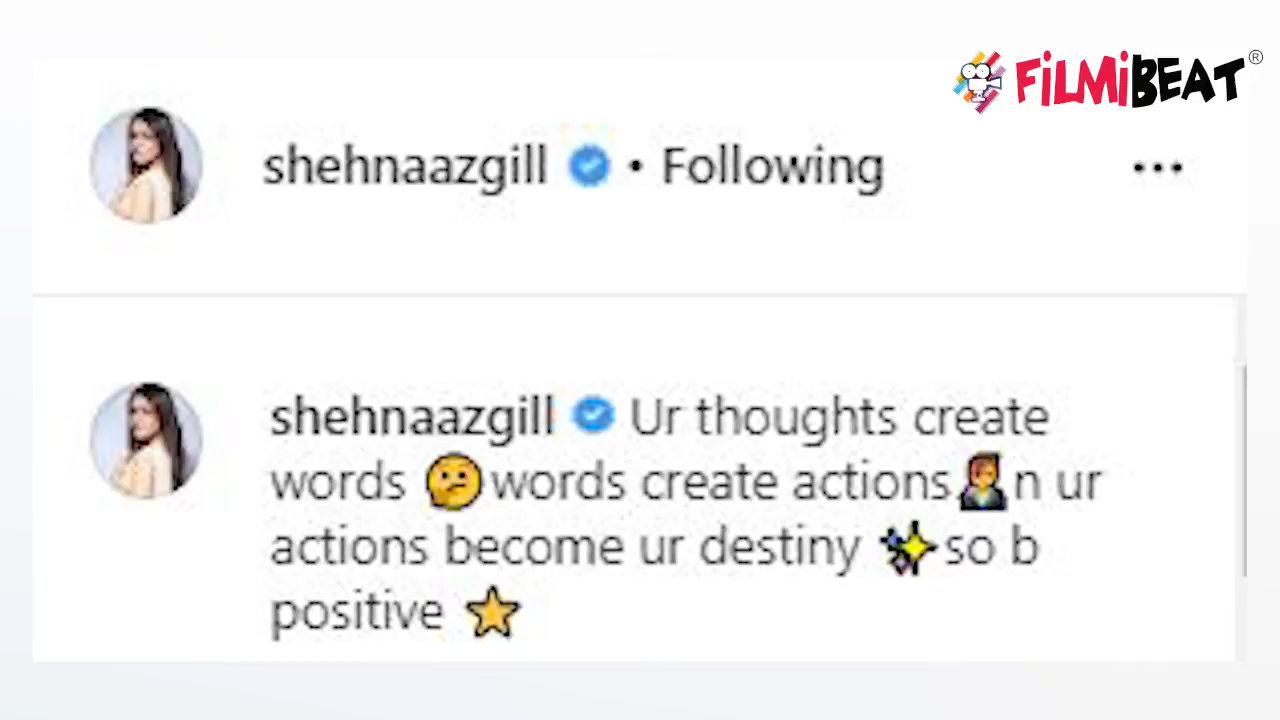 FiLMiBEAT®
shehnaazgill • Following •••
shehnaazgill Ur thoughts create
words 🤔words create actions👩‍💼n ur
actions become ur destiny ✨so b
positive ⭐